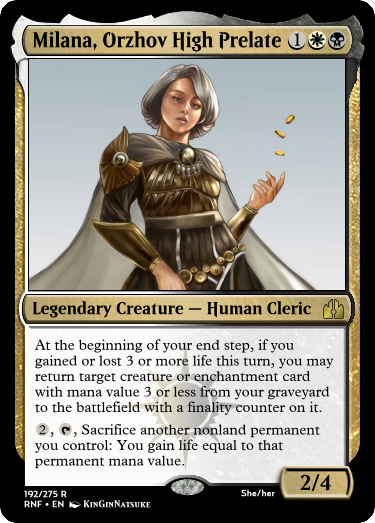 Milana, Orzhov High Prelate 1
Legendary Creature — Human Cleric
At the beginning of your end step, if you
gained or lost 3 or more life this turn, you may
return target creature or enchantment card
with mana value 3 or less from your graveyard
to the battlefield with a finality counter on it.
2, , Sacrifice another nonland permanent
you control: You gain life equal to that
permanent mana value.
2/4
192/275 R
She/her
RNF • EN KinGinNatsuke